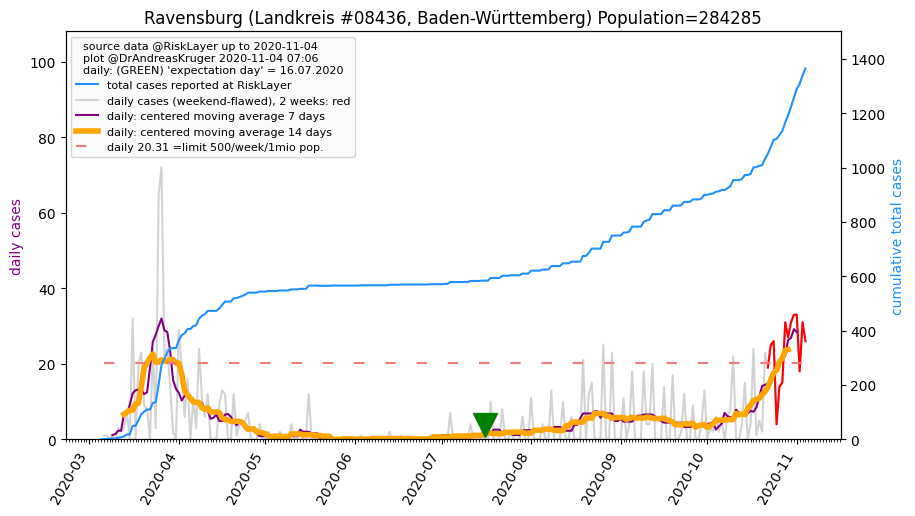 Ravensburg (Landkreis #08436, Baden-Württemberg) Population=284285
source data @RiskLayer up to 2020-11-04
plot @DrAndreasKruger 2020-11-04 07:06
daily: (GREEN) 'expectation day' = 16.07.2020
total cases reported at RiskLayer
daily cases (weekend-flawed), 2 weeks: red
daily: centered moving average 7 days
daily: centered moving average 14 days
daily 20.31 =limit 500/week/1mio pop.
daily cases
100
80
60
40
20
0
cumulative total cases
1400
1200
1000
800
600
400
200
0
2020-03
2020-04
2020-05
2020-06
2020-07
2020-08
2020-09
2020-10
2020-11